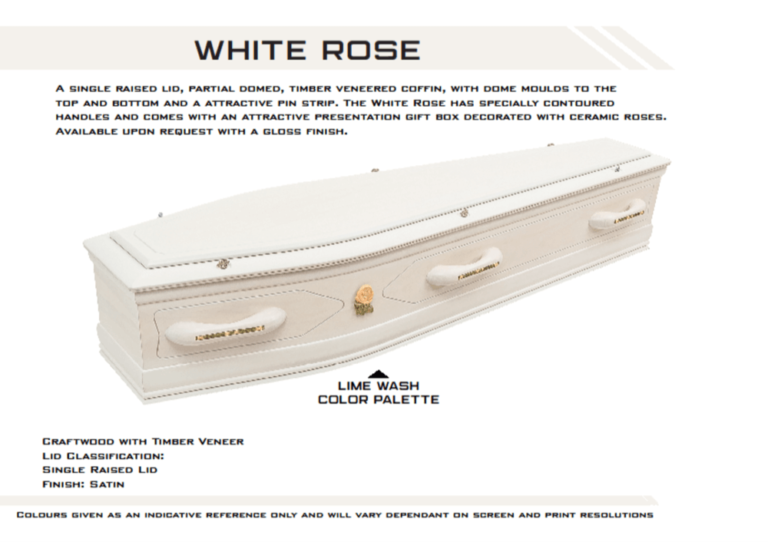 WHITE ROSE
A SINGLE RAISED LID, PARTIAL DOMED, TIMBER VENEERED COFFIN, WITH DOME MOULDS TO THE
TOP AND BOTTOM AND A ATTRACTIVE PIN STRIP. THE WHITE ROSE HAS SPECIALLY CONTOURED
HANDLES AND COMES WITH AN ATTRACTIVE PRESENTATION GIFT BOX DECORATED WITH CERAMIC ROSES.
AVAILABLE UPON REQUEST WITH A GLOSS FINISH.
LIME WASH
COLOR PALETTE
CRAFTWOOD WITH TIMBER VENEER
LID CLASSIFICATION:
SINGLE RAISED LID
FINISH: SATIN
COLOURS GIVEN AS AN INDICATIVE REFERENCE ONLY AND WILL VARY DEPENDANT ON SCREEN AND PRINT RESOLUTIONS